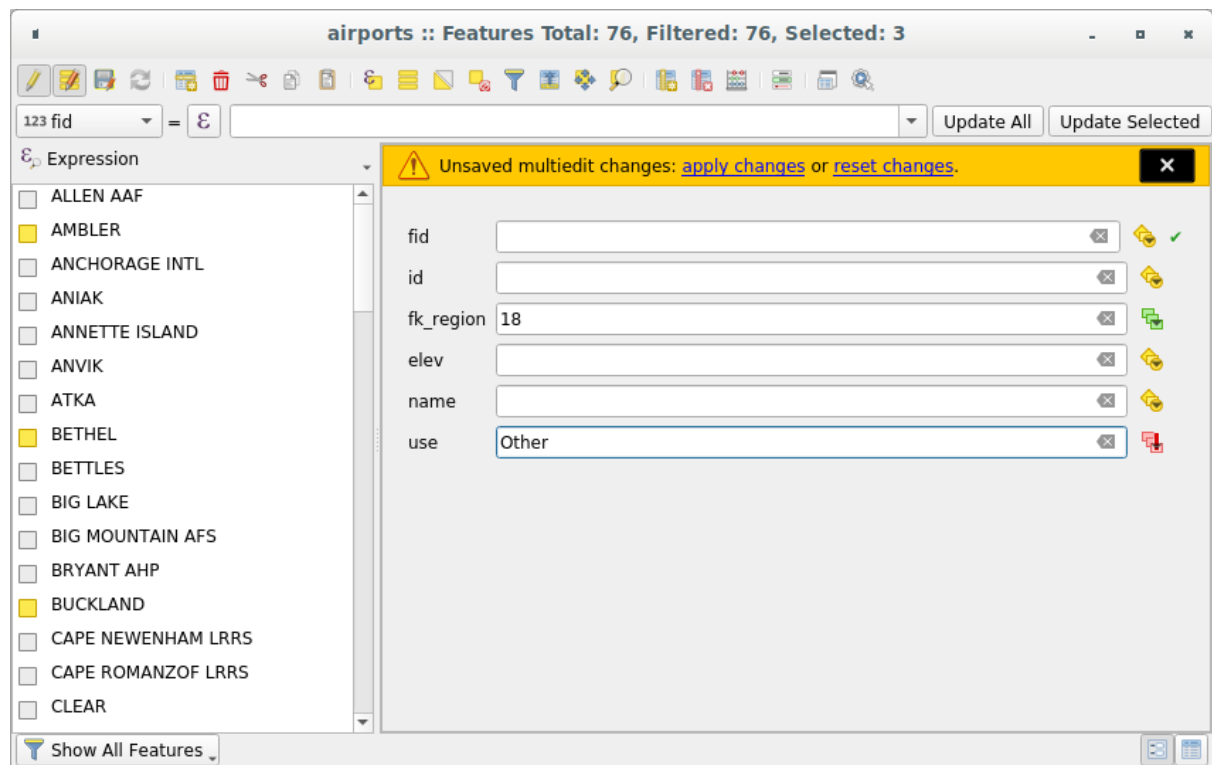 airports :: Features Total: 76, Filtered: 76, Selected: 3
123 fid = ε Update All Update Selected
ε Expression
Unsaved multiedit changes: apply changes or reset changes.
ALLEN AAF
AMBLER
ANCHORAGE INTL
ANIAK
ANNETTE ISLAND
ANVIK
ATKA
BETHEL
BETTLES
BIG LAKE
BIG MOUNTAIN AFS
BRYANT AHP
BUCKLAND
CAPE NEWENHAM LRRS
CAPE ROMANZOF LRRS
CLEAR
fid
id
fk_region 18
elev
name
use Other
Show All Features